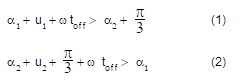 α₁ + u₁ + ω t_off > α₂ + π/3 (1)
α₂ + u₂ + π/3 + ω t_off > α₁ (2)